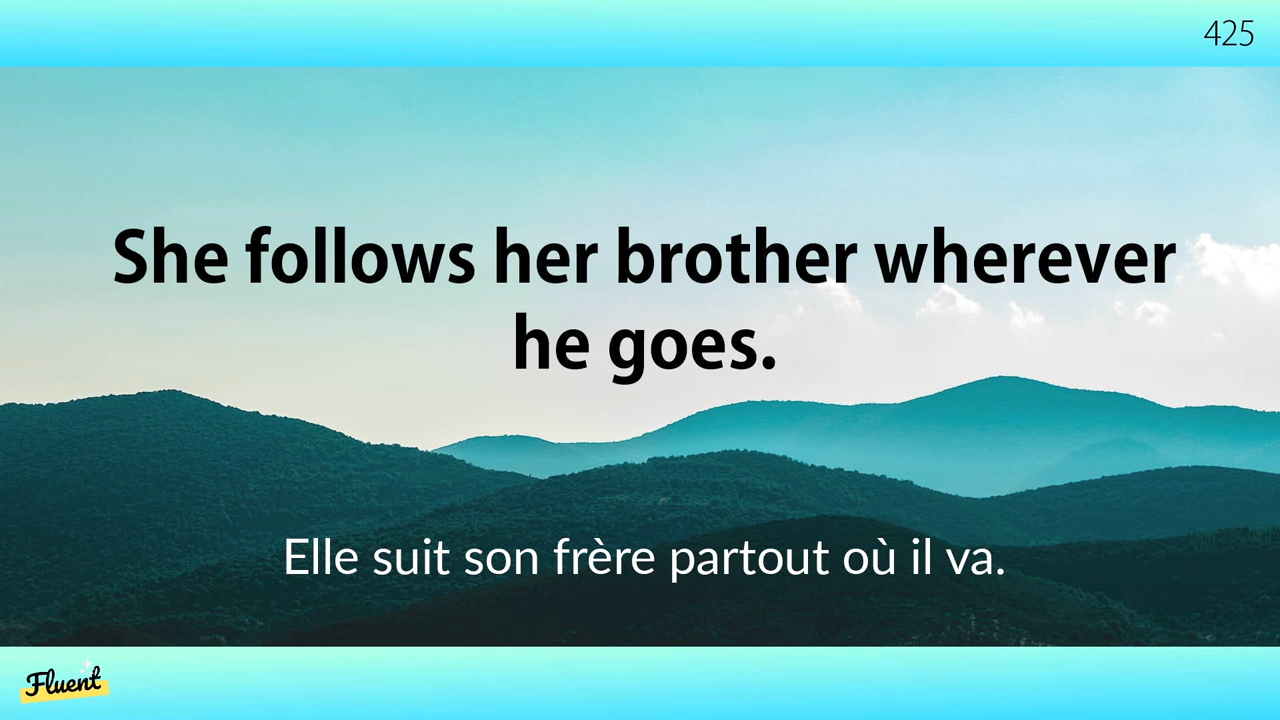 425
She follows her brother wherever
he goes.
Elle suit son frère partout où il va.
Fluent